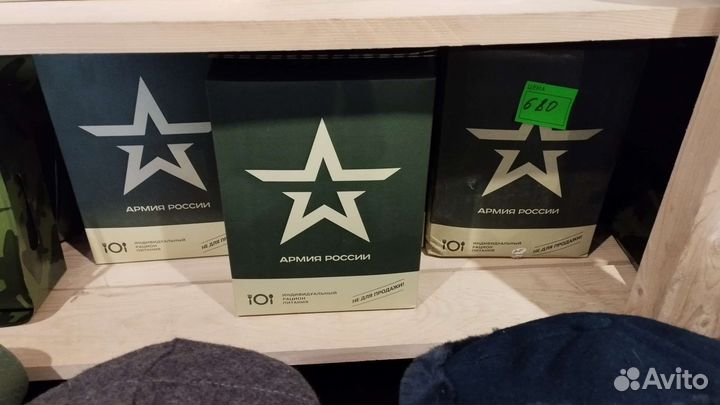 ЦЕНА
680
АРМИЯ РОССИИ
ИНДИВИДУАЛЬНЫЙ
РАЦИОН
ПИТАНИЯ
НЕ ДЛЯ ПРОДАЖИ!
АРМИЯ РОССИИ
ИНДИВИДУАЛЬНЫЙ
РАЦИОН
ПИТАНИЯ
НЕ ДЛЯ ПРОДАЖИ!
АРМИЯ РОССИИ
ИНДИВИДУАЛЬНЫЙ
РАЦИОН
ПИТАНИЯ
НЕ ДЛЯ ПРОДАЖИ!
Avito